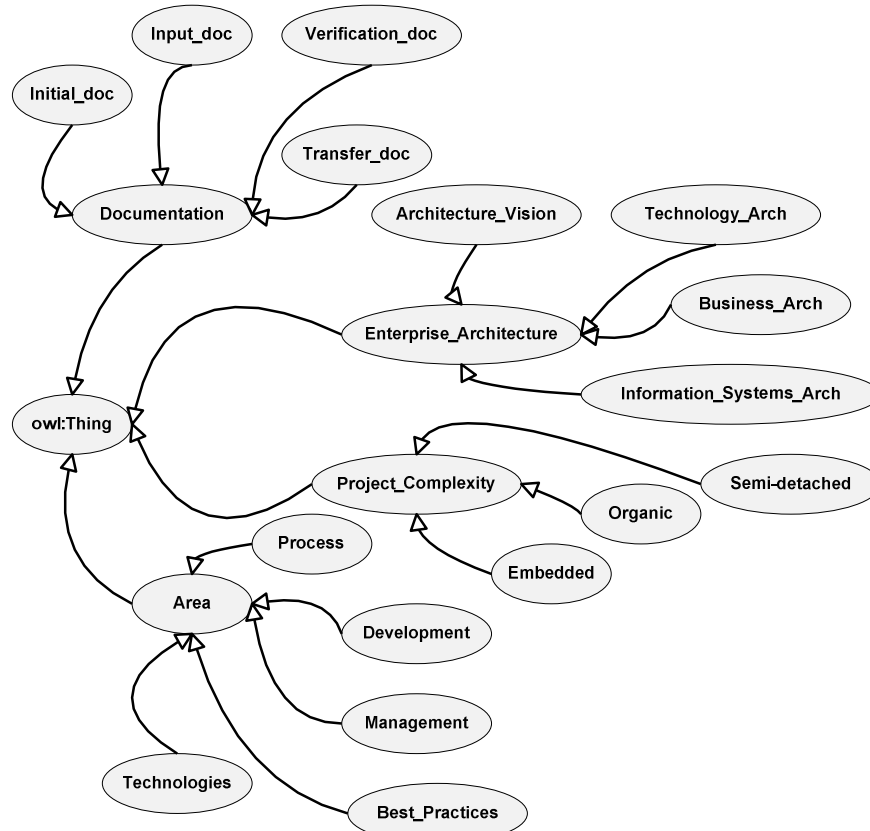 Input_doc
Verification_doc
Initial_doc
Transfer_doc
Documentation
Architecture_Vision
Technology_Arch
Business_Arch
Enterprise_Architecture
Information_Systems_Arch
owl:Thing
Project_Complexity
Semi-detached
Organic
Process
Embedded
Area
Development
Management
Technologies
Best_Practices